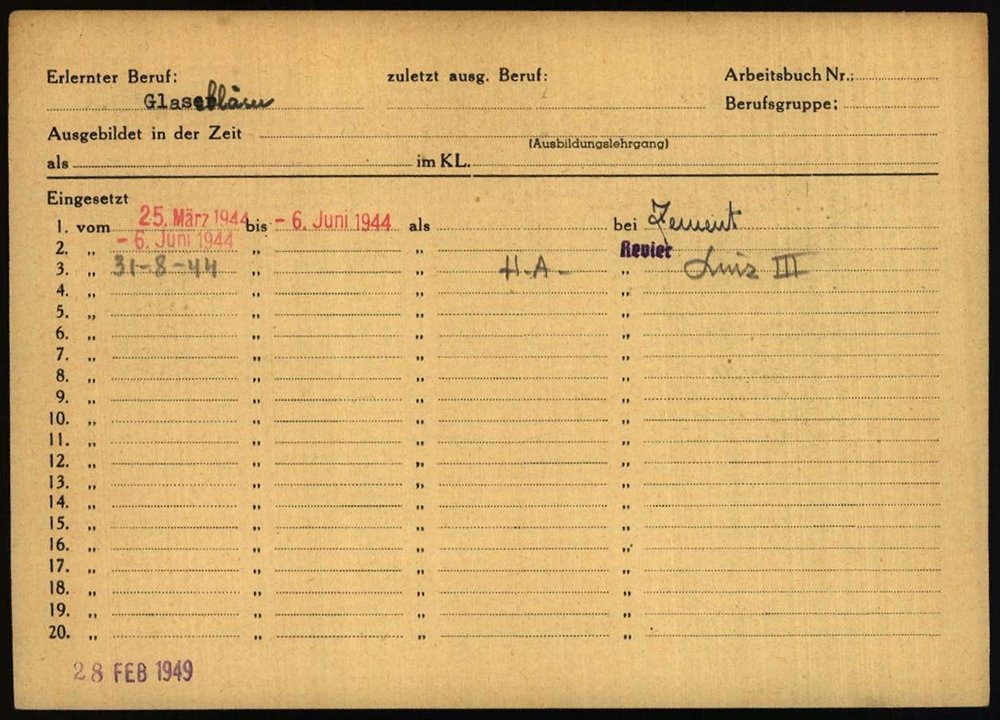 Erlernter Beruf: zuletzt ausg. Beruf: Arbeitsbuch Nr.:
Glaser Berufsgruppe:
Ausgebildet in der Zeit
(Ausbildungslehrgang)
als im KL.
Eingesetzt
1. vom 25. März 1944 bis - 6. Juni 1944 als bei Zement
2. „ - 6. Juni 1944 „ „ Revier
3. „ 31-8-44 „ H.A- „ Linz III
4. „ „ „ „
5. „ „ „ „
6. „ „ „ „
7. „ „ „ „
8. „ „ „ „
9. „ „ „ „
10. „ „ „ „
11. „ „ „ „
12. „ „ „ „
13. „ „ „ „
14. „ „ „ „
15. „ „ „ „
16. „ „ „ „
17. „ „ „ „
18. „ „ „ „
19. „ „ „ „
20. „ „ „ „
28 FEB 1949